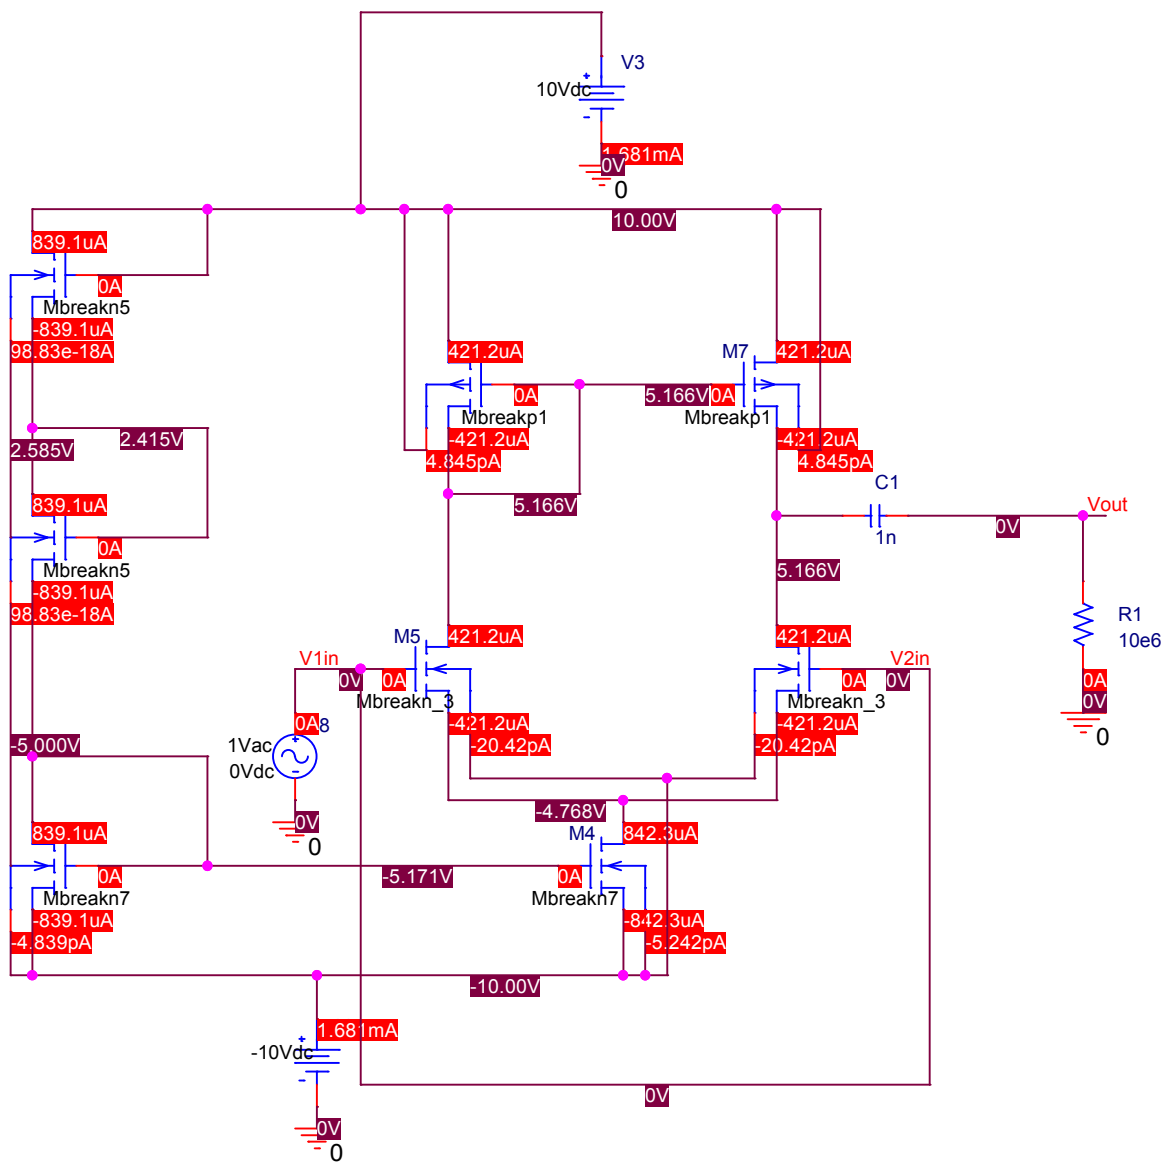 V3
+
10Vdc
-
1.681mA
0V
0
10.00V
839.1uA
0A
Mbreakn5
-839.1uA
98.83e-18A
421.2uA
0A
Mbreakp1
-421.2uA
4.845pA
M7
421.2uA
5.166V
0A
Mbreakp1
-421.2uA
4.845pA
2.415V
2.585V
5.166V
C1
1n
0V
Vout
839.1uA
0A
Mbreakn5
-839.1uA
98.83e-18A
5.166V
R1
10e6
0A
0V
0
M5
421.2uA
V1in
0V
0A
Mbreakn_3
-421.2uA
-20.42pA
421.2uA
V2in
0A
0V
Mbreakn_3
-421.2uA
-20.42pA
0A
8
1Vac
0Vdc
+
-
0V
0
-5.000V
-4.768V
839.1uA
0A
Mbreakn7
-839.1uA
-4.839pA
-5.171V
M4
842.3uA
0A
Mbreakn7
-842.3uA
-5.242pA
-10.00V
1.681mA
+
-10Vdc
-
0V
0V
0